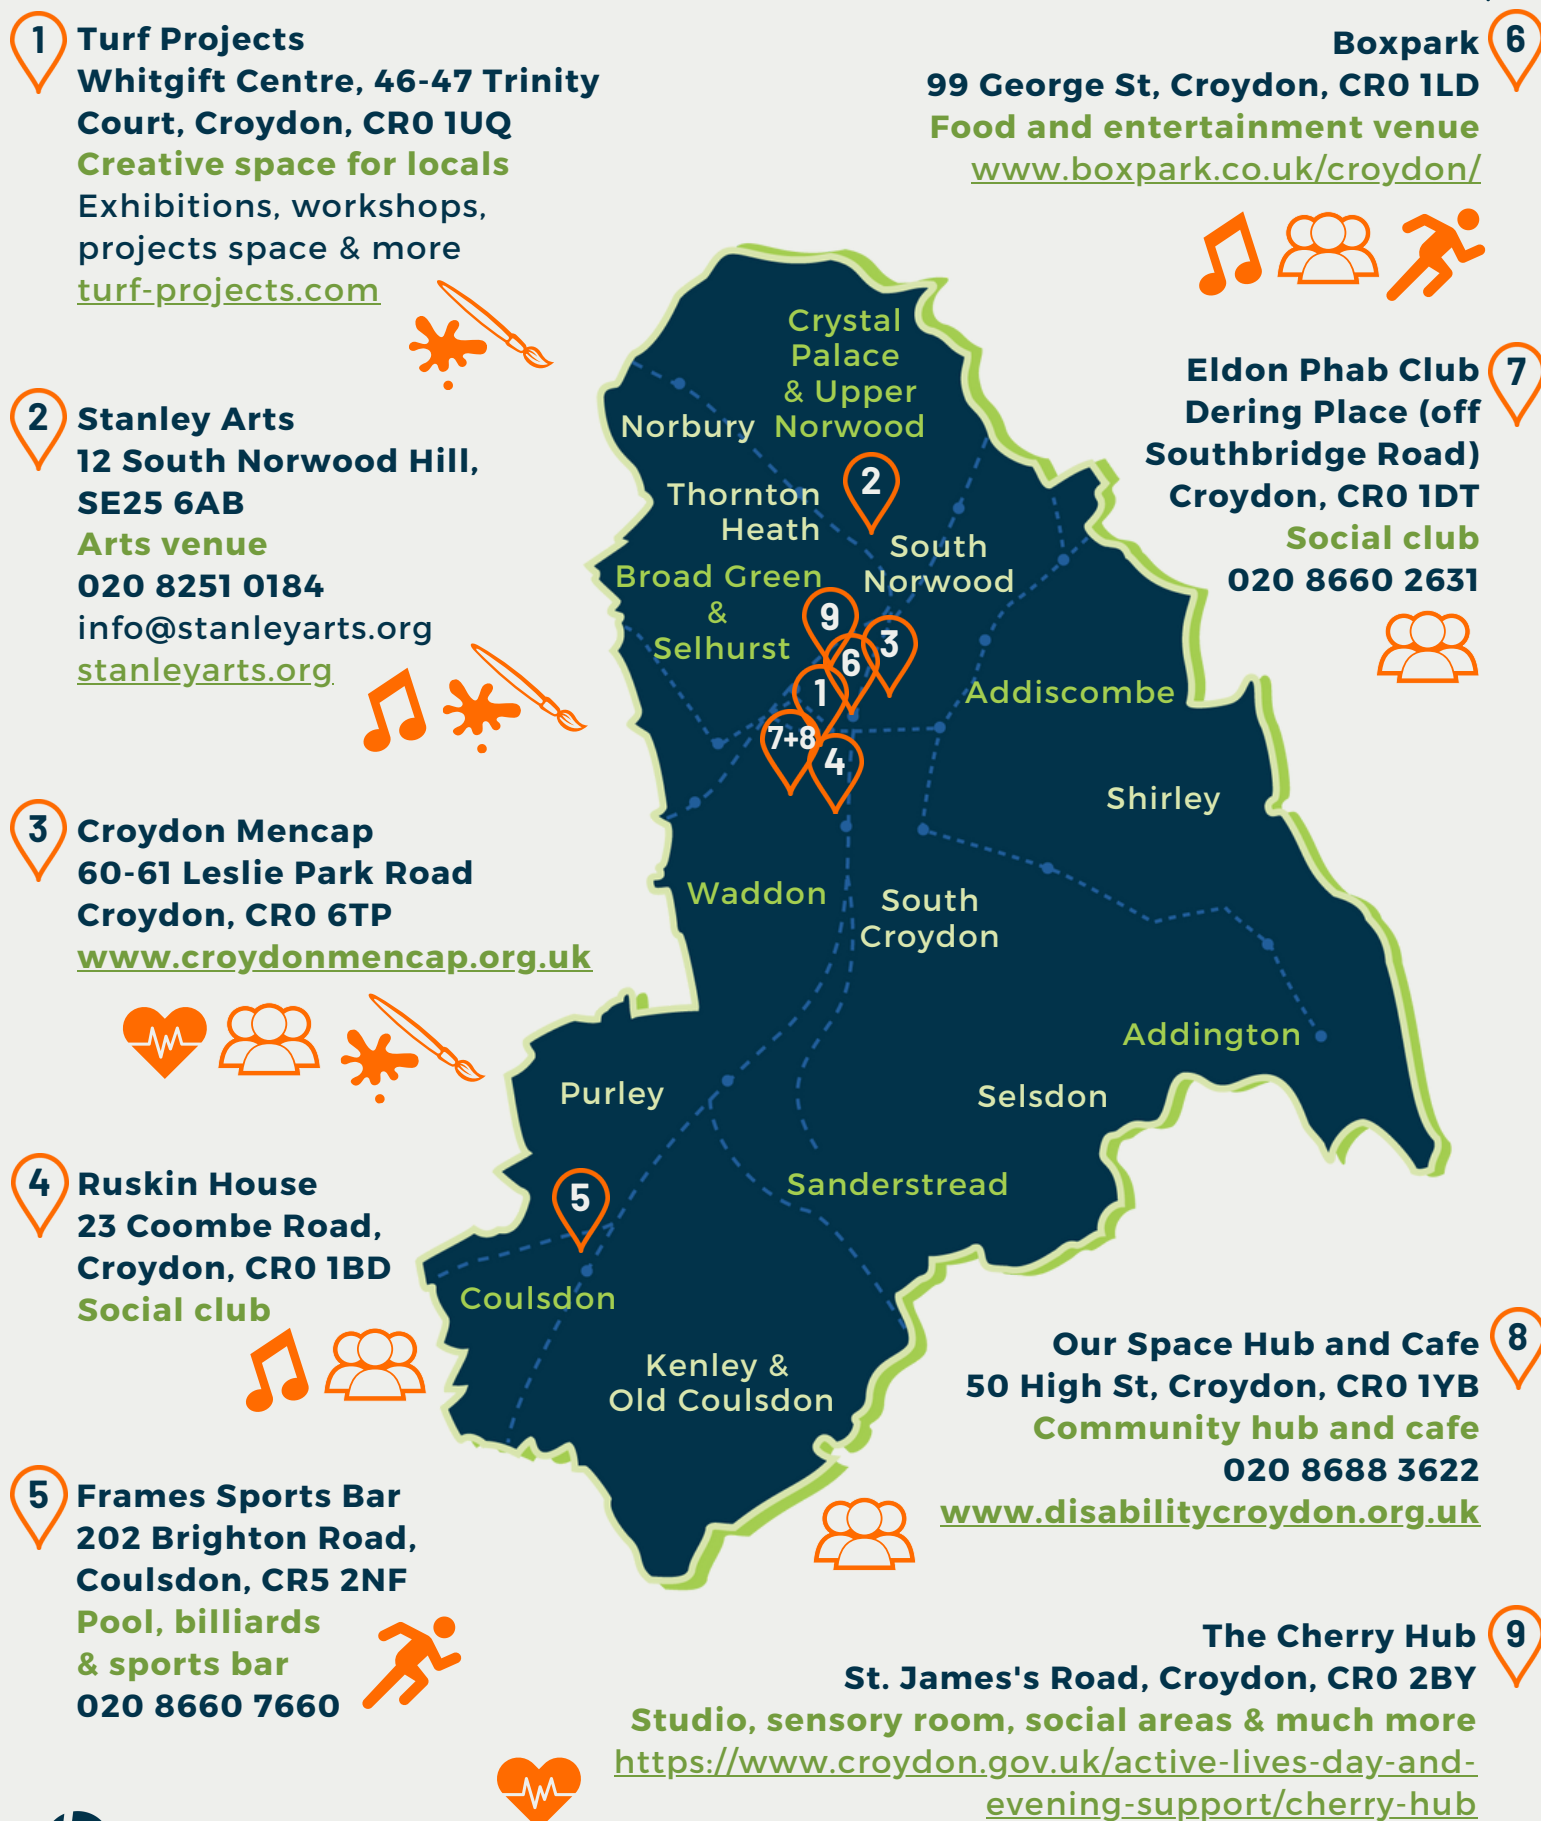 1
Turf Projects
Whitgift Centre, 46-47 Trinity
Court, Croydon, CR0 1UQ
Creative space for locals
Exhibitions, workshops,
projects space & more
turf-projects.com
2
Stanley Arts
12 South Norwood Hill,
SE25 6AB
Arts venue
020 8251 0184
info@stanleyarts.org
stanleyarts.org
3
Croydon Mencap
60-61 Leslie Park Road
Croydon, CR0 6TP
www.croydonmencap.org.uk
4
Ruskin House
23 Coombe Road,
Croydon, CR0 1BD
Social club
5
Frames Sports Bar
202 Brighton Road,
Coulsdon, CR5 2NF
Pool, billiards
& sports bar
020 8660 7660
Crystal
Palace
& Upper
Norwood
Norbury
2
Thornton
Heath
South
Norwood
Broad Green
&
Selhurst
9
3
6
1
7+8
4
Addiscombe
Shirley
Waddon
South
Croydon
Addington
Selsdon
Purley
Sanderstread
5
Coulsdon
Kenley &
Old Coulsdon
6
Boxpark
99 George St, Croydon, CR0 1LD
Food and entertainment venue
www.boxpark.co.uk/croydon/
7
Eldon Phab Club
Dering Place (off
Southbridge Road)
Croydon, CR0 1DT
Social club
020 8660 2631
8
Our Space Hub and Cafe
50 High St, Croydon, CR0 1YB
Community hub and cafe
020 8688 3622
www.disabilitycroydon.org.uk
9
The Cherry Hub
St. James's Road, Croydon, CR0 2BY
Studio, sensory room, social areas & much more
https://www.croydon.gov.uk/active-lives-day-and-
evening-support/cherry-hub